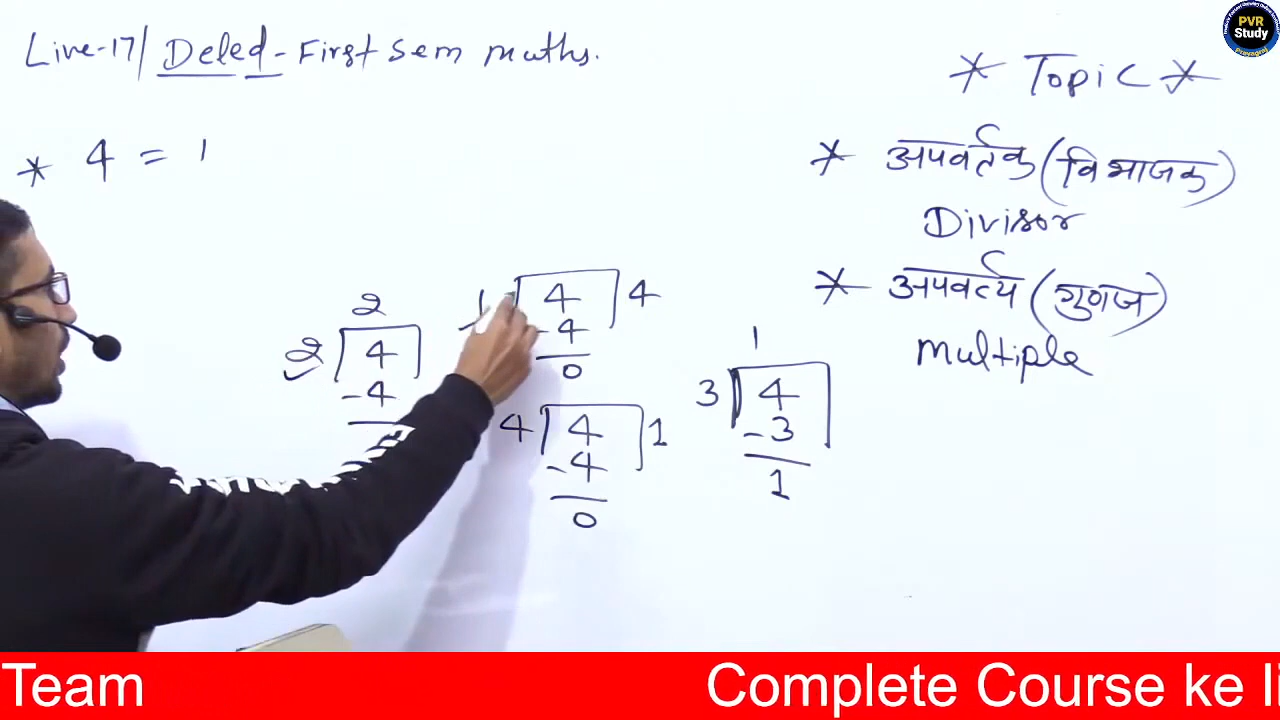 Live-17/ Deled - First Sem maths.
* Topic *
* 4 = 1
* अपवर्तक (विभाजक)
Divisor
* अपवर्त्य (गुणज)
multiple
2
2 4
-4
1 4 4
-4
0
4 4 1
-4
0
1
3 4
-3
1
PVR
Study
Prayagraj
Team Complete Course ke li